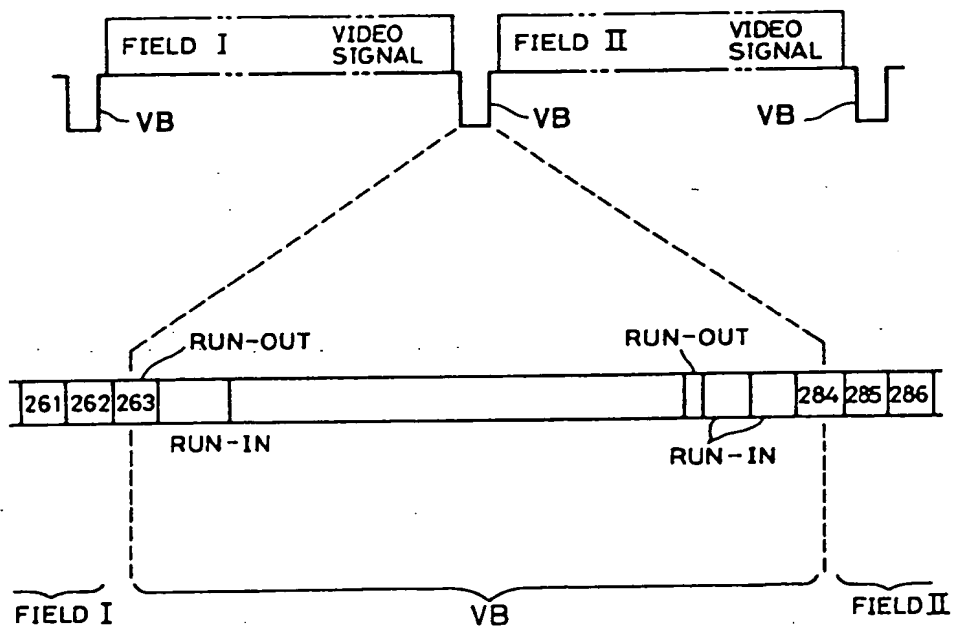 FIELD I
VIDEO
SIGNAL
FIELD II
VIDEO
SIGNAL
VB
VB
VB
RUN-OUT
RUN-OUT
261 262 263
284 285 286
RUN-IN
RUN-IN
FIELD I
VB
FIELD II